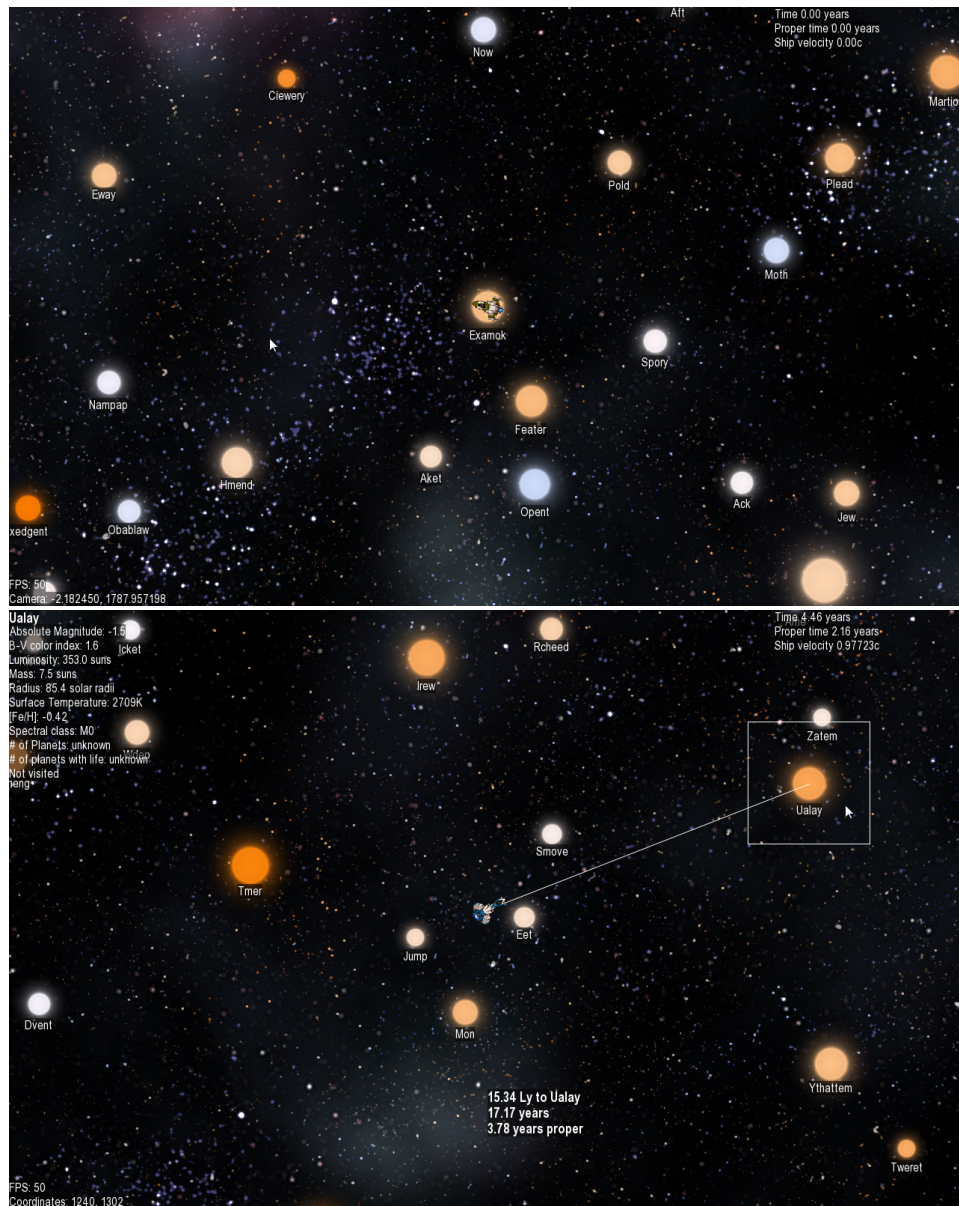 Aft
Time 0.00 years
Proper time 0.00 years
Ship velocity 0.00c
Now
Clewery
Martio
Eway
Pold
Plead
Moth
Examok
Spory
Nampap
Feater
Aket
Hmend
Opent
Ack
Jew
xedgent
Obablaw
FPS: 50
Camera: -2.182450, 1787.957198
Ualay
Absolute Magnitude: -1.5
B-V color index: 1.6
Luminosity: 353.0 suns
Mass: 7.5 suns
Radius: 85.4 solar radii
Surface Temperature: 2709K
[Fe/H]: -0.42
Spectral class: M0
# of Planets: unknown
# of planets with life: unknown
Not visited
Time 4.46 years
Proper time 2.16 years
Ship velocity 0.97723c
Icket
Rcheed
Irew
Zatem
Ualay
Smove
Tmer
Eet
Jump
Dvent
Mon
Ythattem
15.34 Ly to Ualay
17.17 years
3.78 years proper
Tweret
FPS: 50
Coordinates: 1240, 1302